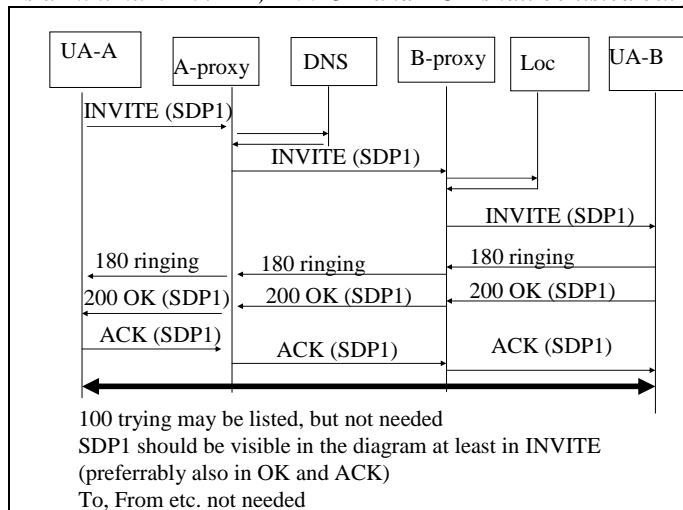 UA-A
A-proxy
DNS
B-proxy
Loc
UA-B
INVITE (SDP1)
INVITE (SDP1)
INVITE (SDP1)
180 ringing
180 ringing
180 ringing
200 OK (SDP1)
200 OK (SDP1)
200 OK (SDP1)
ACK (SDP1)
ACK (SDP1)
ACK (SDP1)
100 trying may be listed, but not needed
SDP1 should be visible in the diagram at least in INVITE
(preferrably also in OK and ACK)
To, From etc. not needed